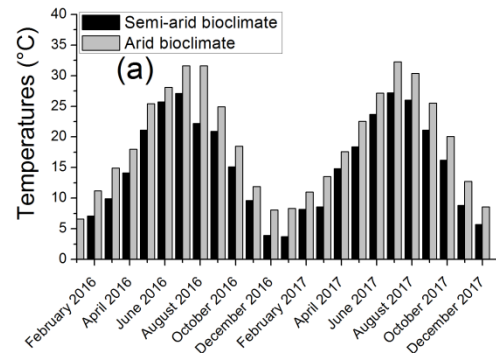 Semi-arid bioclimate
Arid bioclimate
(a)
Temperatures (°C)
40
35
30
25
20
15
10
5
0
February 2016
April 2016
June 2016
August 2016
October 2016
December 2016
February 2017
April 2017
June 2017
August 2017
October 2017
December 2017